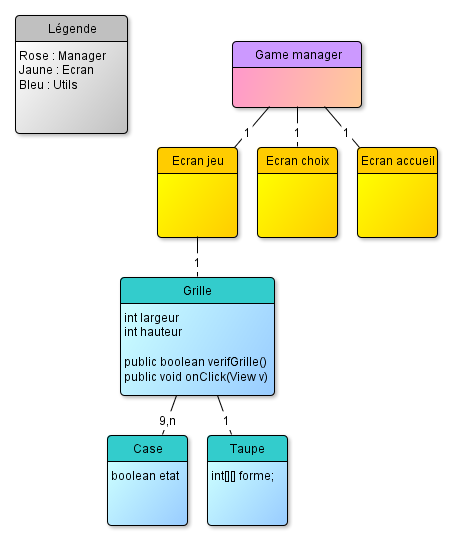 Légende
Rose : Manager
Jaune : Ecran
Bleu : Utils
Game manager
1
1
1
Ecran jeu
Ecran choix
Ecran accueil
1
Grille
int largeur
int hauteur
public boolean verifGrille()
public void onClick(View v)
9,n
1
Case
boolean etat
Taupe
int[][] forme;